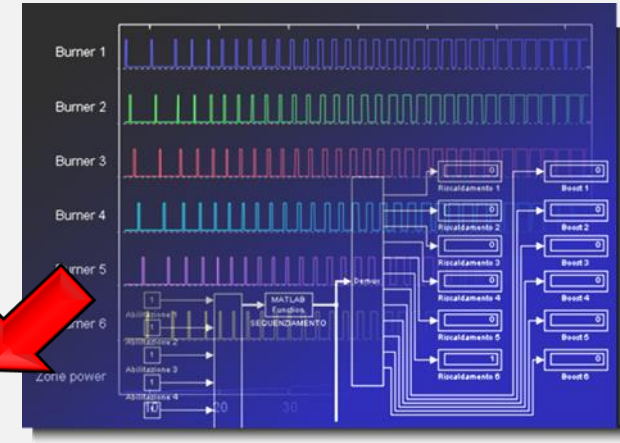 Burner 1
Burner 2
Burner 3
Burner 4
Burner 5
Burner 6
Zone power
10 20 30
1
Abilitazione 1
1
Abilitazione 2
1
Abilitazione 3
1
Abilitazione 4
MATLAB
Function
SEQUENZIAMENTO
Demux
0
Riscaldamento 1
0
Riscaldamento 2
0
Riscaldamento 3
0
Riscaldamento 4
0
Riscaldamento 5
1
Riscaldamento 6
0
Boost 1
0
Boost 2
0
Boost 3
0
Boost 4
0
Boost 5
0
Boost 6